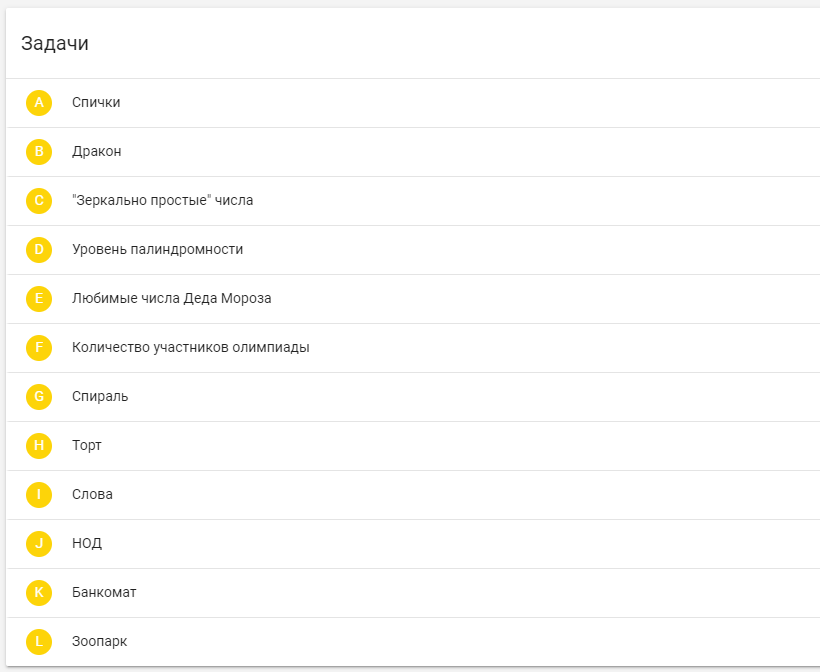 Задачи
A Спички
B Дракон
C "Зеркально простые" числа
D Уровень палиндромности
E Любимые числа Деда Мороза
F Количество участников олимпиады
G Спираль
H Торт
I Слова
J НОД
K Банкомат
L Зоопарк